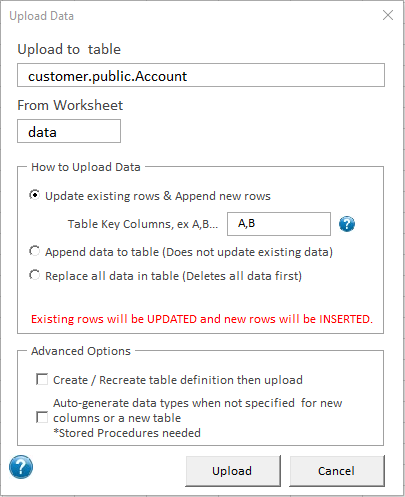 Upload Data
Upload to table
customer.public.Account
From Worksheet
data
How to Upload Data
Update existing rows & Append new rows
Table Key Columns, ex A,B... A,B
Append data to table (Does not update existing data)
Replace all data in table (Deletes all data first)
Existing rows will be UPDATED and new rows will be INSERTED.
Advanced Options
Create / Recreate table definition then upload
Auto-generate data types when not specified for new
columns or a new table
*Stored Procedures needed
Upload Cancel